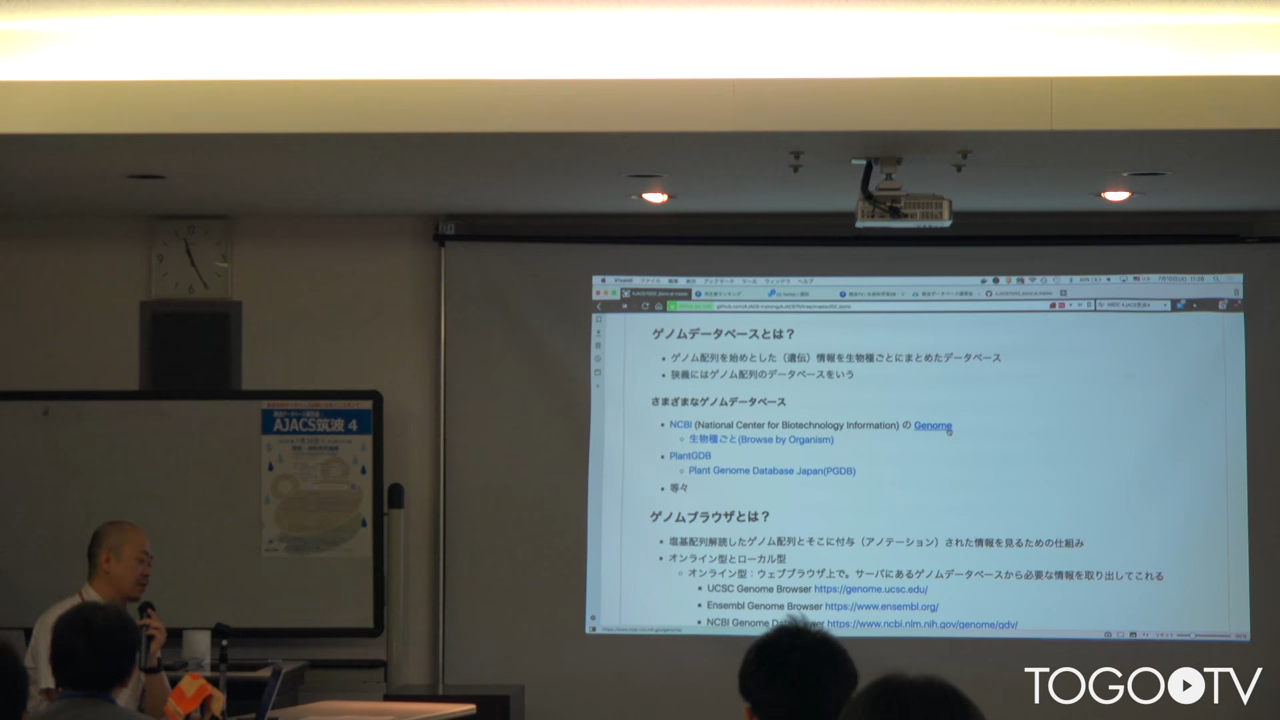 ゲノムデータベースとは？
ゲノム配列を始めとした（遺伝）情報を生物種ごとにまとめたデータベース
狭義にはゲノム配列のデータベースをいう
さまざまなゲノムデータベース
NCBI (National Center for Biotechnology Information) の Genome
生物種ごと(Browse by Organism)
PlantGDB
Plant Genome Database Japan(PGDB)
等々
ゲノムブラウザとは？
塩基配列解読したゲノム配列とそこに付与（アノテーション）された情報を見るための仕組み
オンライン型とローカル型
オンライン型：ウェブブラウザ上で。サーバにあるゲノムデータベースから必要な情報を取り出してこれる
UCSC Genome Browser https://genome.ucsc.edu/
Ensembl Genome Browser https://www.ensembl.org/
NCBI Genome https://www.ncbi.nlm.nih.gov/genome/gdv/
AJACS筑波4
TOGOTV